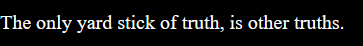 The only yard stick of truth, is other truths.